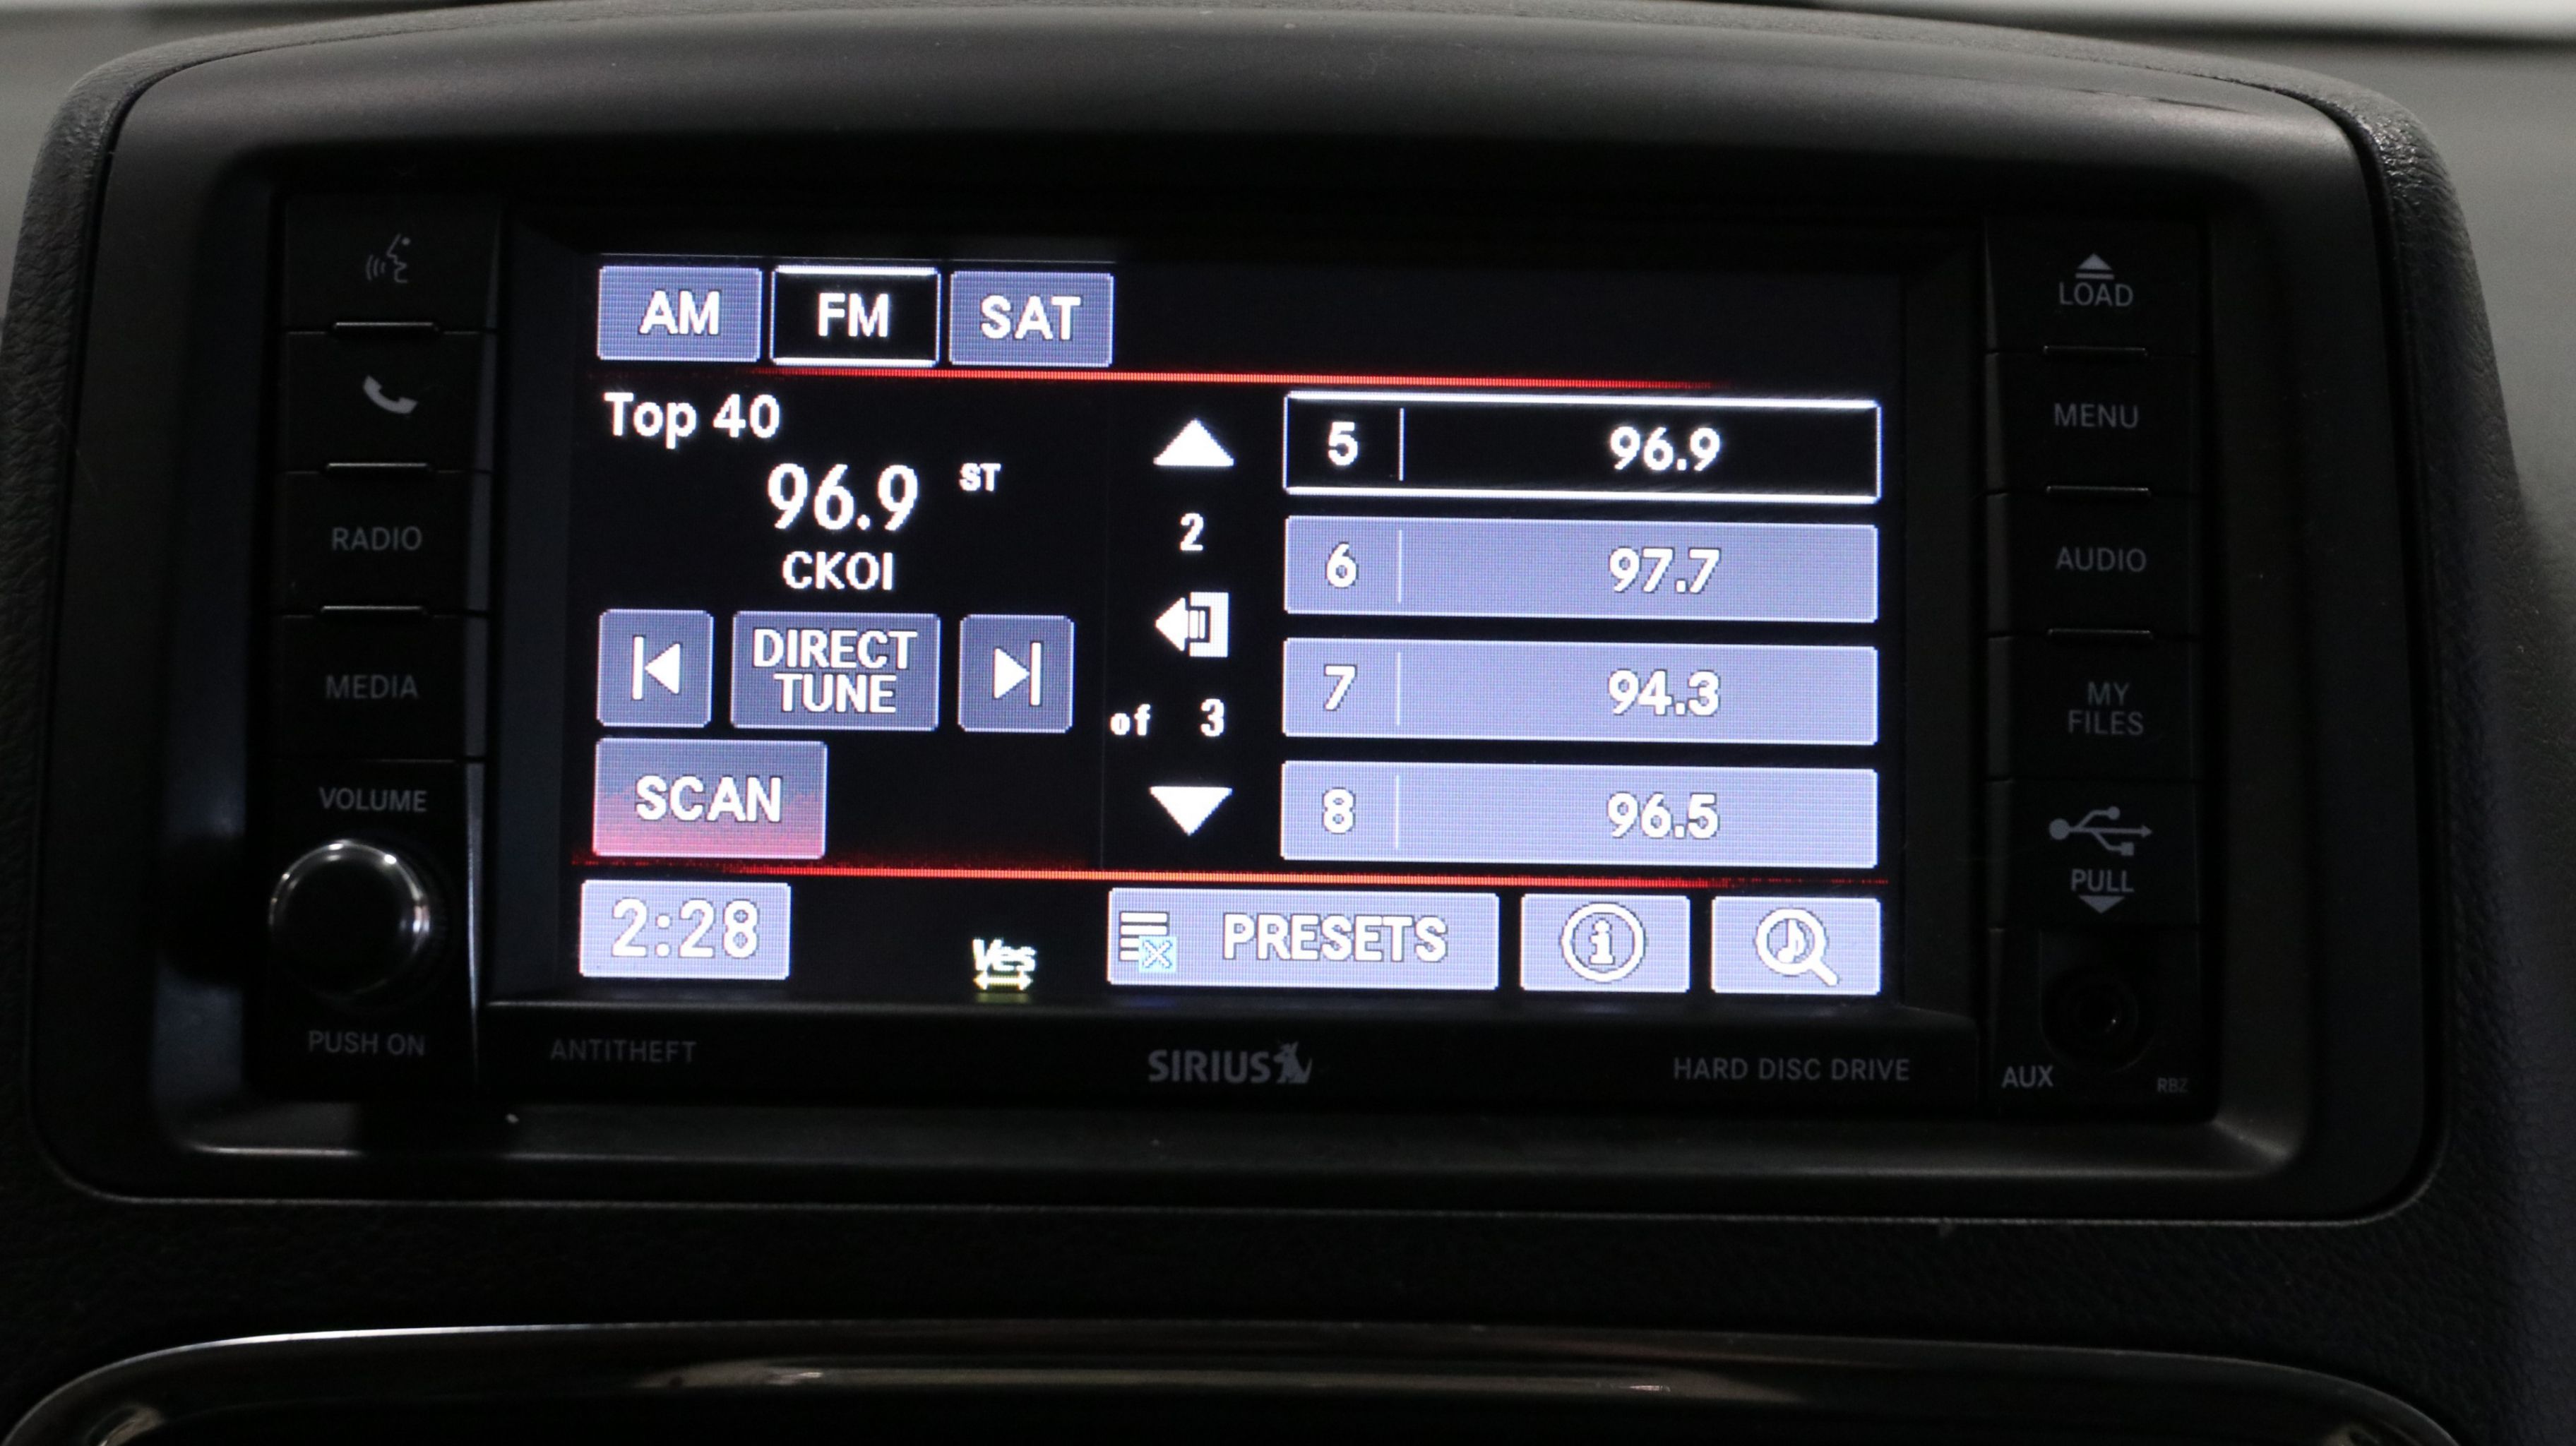 AM FM SAT
Top 40
96.9 ST
CKOI
DIRECT
TUNE
SCAN
2
of 3
5 96.9
6 97.7
7 94.3
8 96.5
2:28
Ves
PRESETS
RADIO
MEDIA
VOLUME
PUSH ON
LOAD
MENU
AUDIO
MY
FILES
PULL
AUX
RBZ
ANTITHEFT
SIRIUS
HARD DISC DRIVE